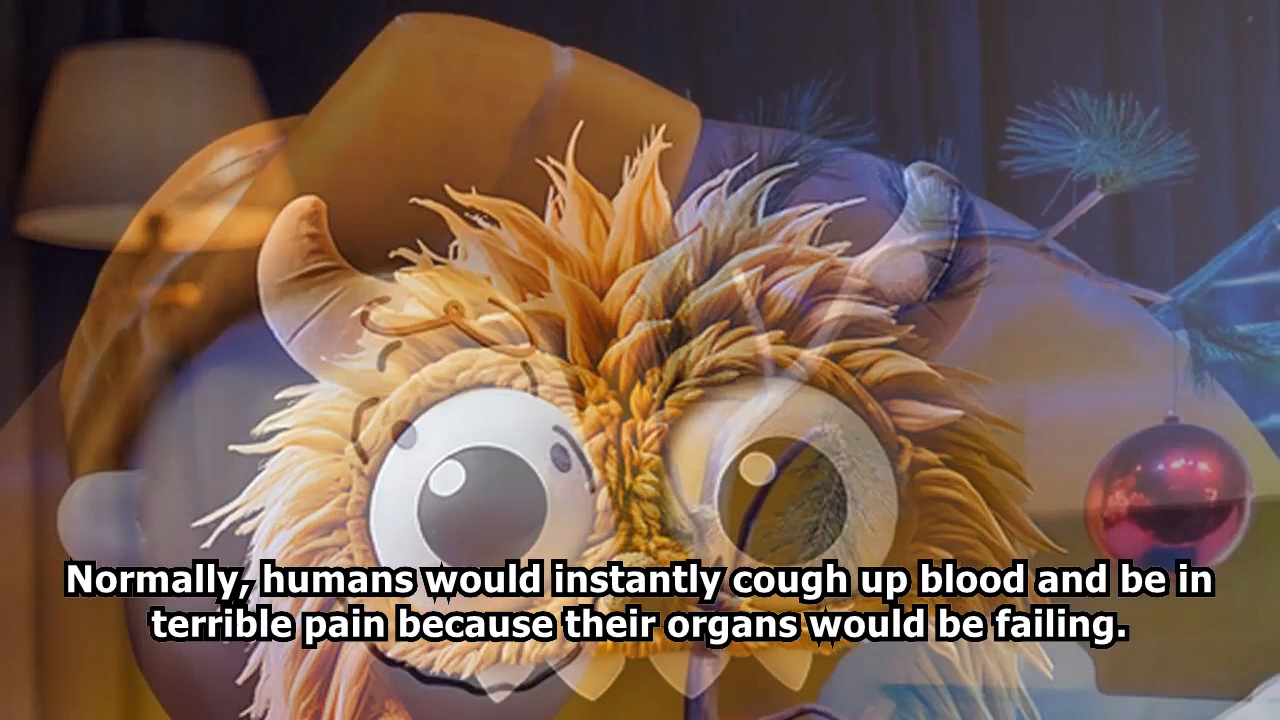 Normally, humans would instantly cough up blood and be in
terrible pain because their organs would be failing.